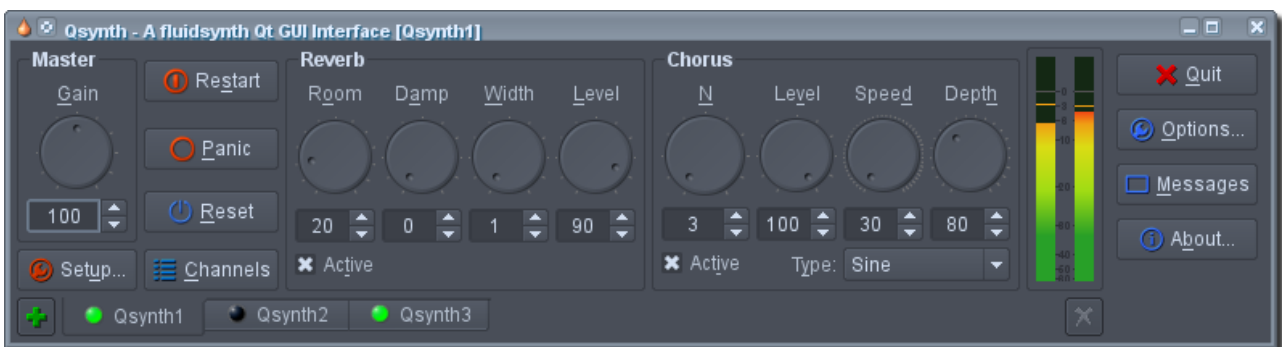 Qsynth - A fluidsynth Qt GUI Interface [Qsynth1]
Master
Gain
100
Setup...
Restart
Panic
Reset
Channels
Reverb
Room Damp Width Level
20 0 1 90
Active
Chorus
N Level Speed Depth
3 100 30 80
Active Type: Sine
Quit
Options...
Messages
About...
Qsynth1 Qsynth2 Qsynth3